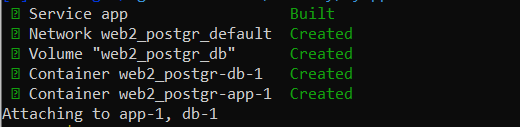 Service app Built
Network web2_postgr_default Created
Volume "web2_postgr_db" Created
Container web2_postgr-db-1 Created
Container web2_postgr-app-1 Created
Attaching to app-1, db-1